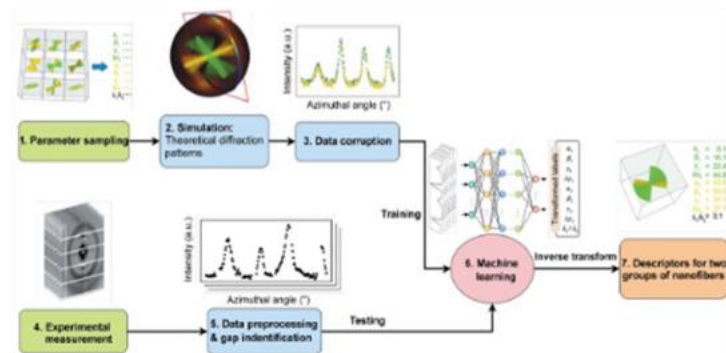 Intensity (a.u.)
Azimuthal angle (°)
1. Parameter sampling
2. Simulation:
Theoretical diffraction
patterns
3. Data corruption
Training
Transformed labels
Intensity (a.u.)
Azimuthal angle (°)
4. Experimental
measurement
5. Data preprocessing
& gap indentification
Testing
6. Machine
learning
Inverse transform
7. Descriptors for two
groups of nanofibers